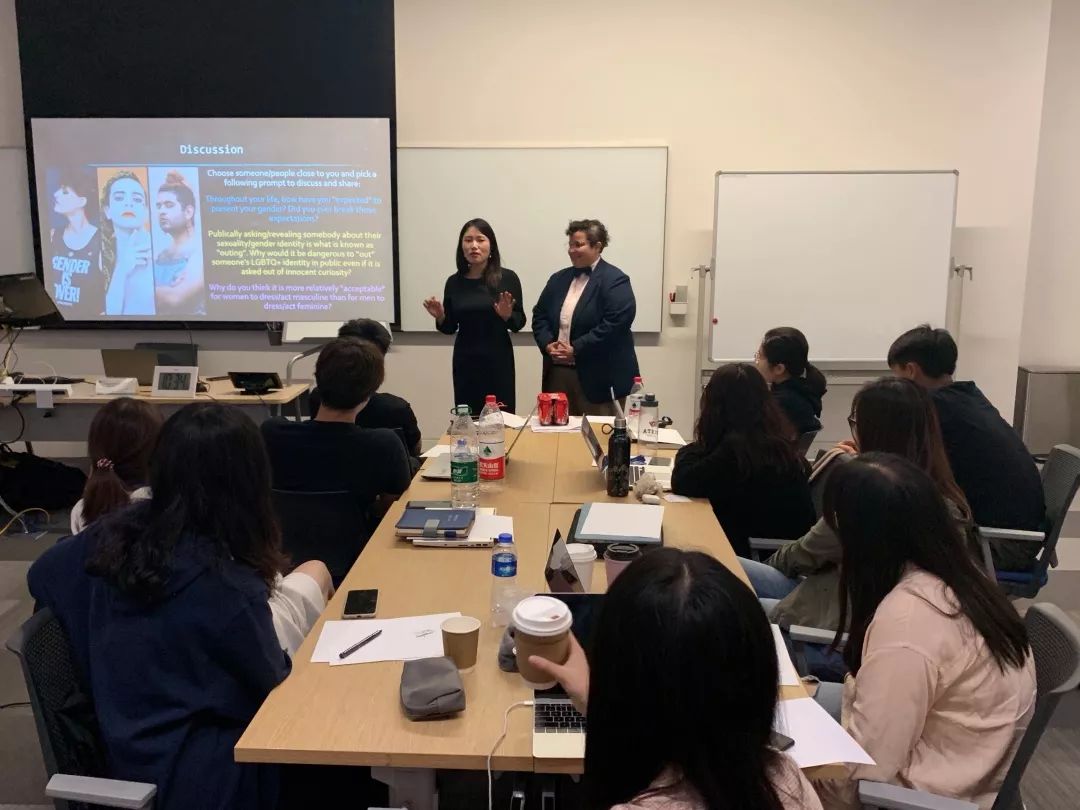 Discussion
Choose someone/people close to you and pick a
following prompt to discuss and share:
Throughout your life, how have you "expected" to
present your gender? Did you ever break those
expectations?
Publically asking/revealing somebody about their
sexuality/gender identity is what is known as
"outing". Why would it be dangerous to "out"
someone's LGBTQ+ identity in public even if it is
asked out of innocent curiosity?
Why do you think it is more relatively "acceptable"
for women to dress/act masculine than for men to
dress/act feminine?
GENDER
IS
OVER!